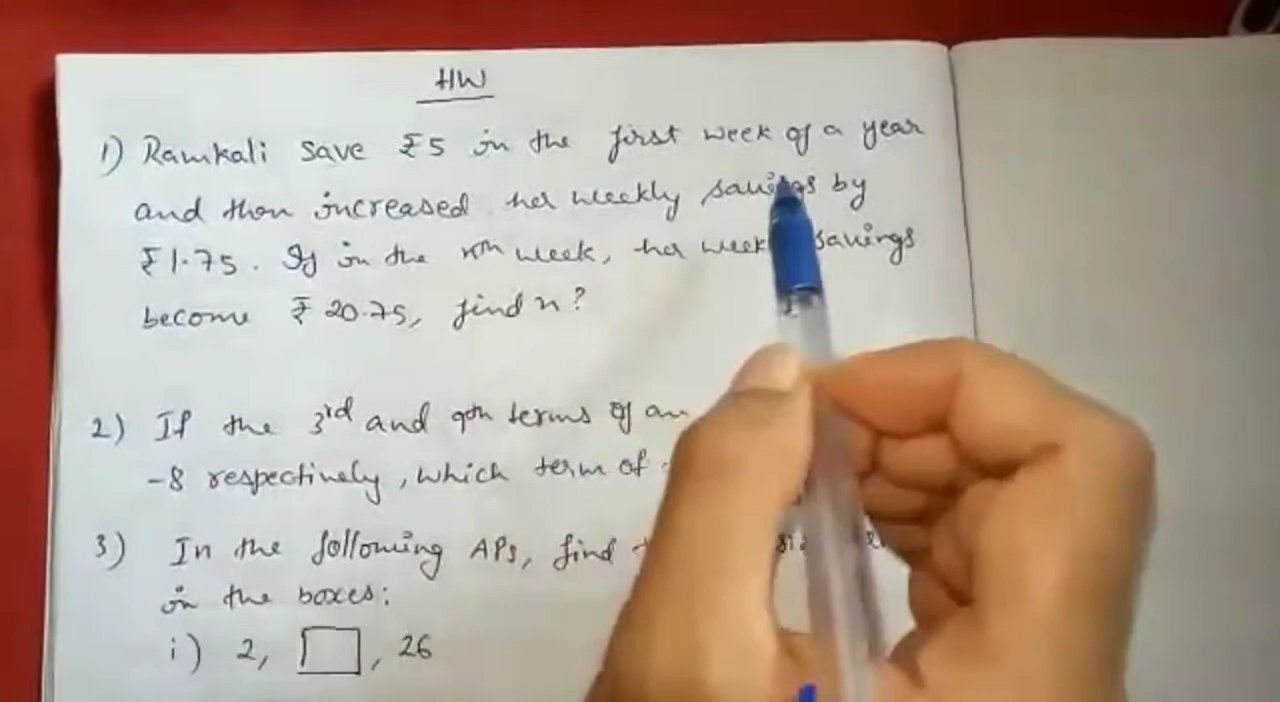 HW
1) Ramkali save ₹5 in the first week of a year
and then increased her weekly savings by
₹1.75. If in the nth week, her week savings
become ₹20.75, find n?
2) If the 3rd and 9th terms of an
-8 respectively, which term of
3) In the following APs, find
in the boxes:
i) 2, , 26